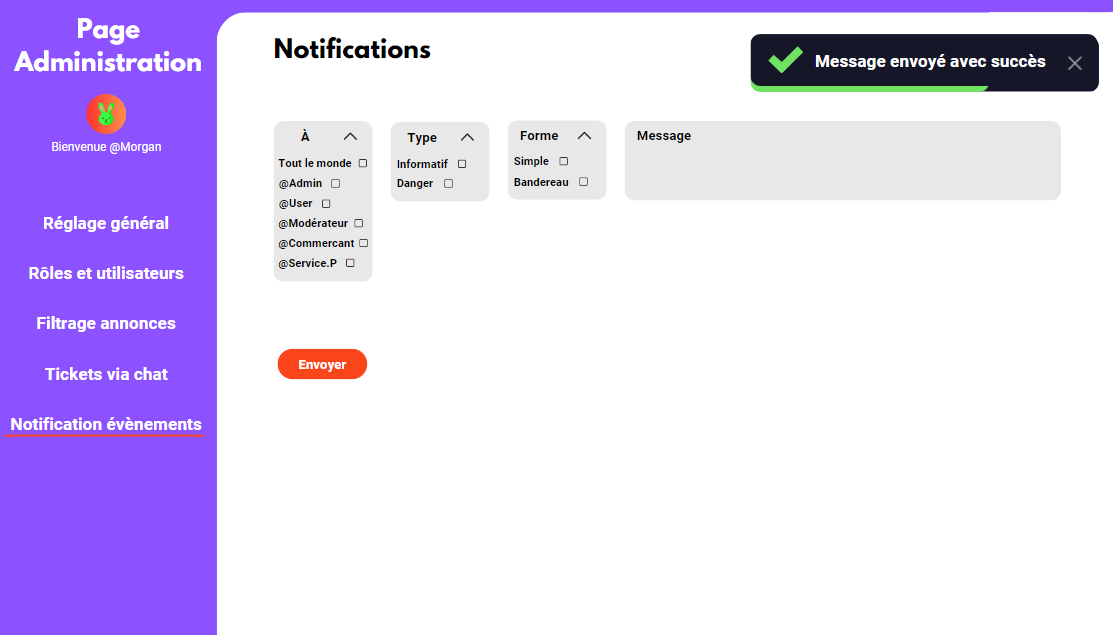 Page
Administration
Bienvenue @Morgan
Réglage général
Rôles et utilisateurs
Filtrage annonces
Tickets via chat
Notification évènements
Notifications
Message envoyé avec succès
À
Tout le monde
@Admin
@User
@Modérateur
@Commercant
@Service.P
Type
Informatif
Danger
Forme
Simple
Bandereau
Message
Envoyer